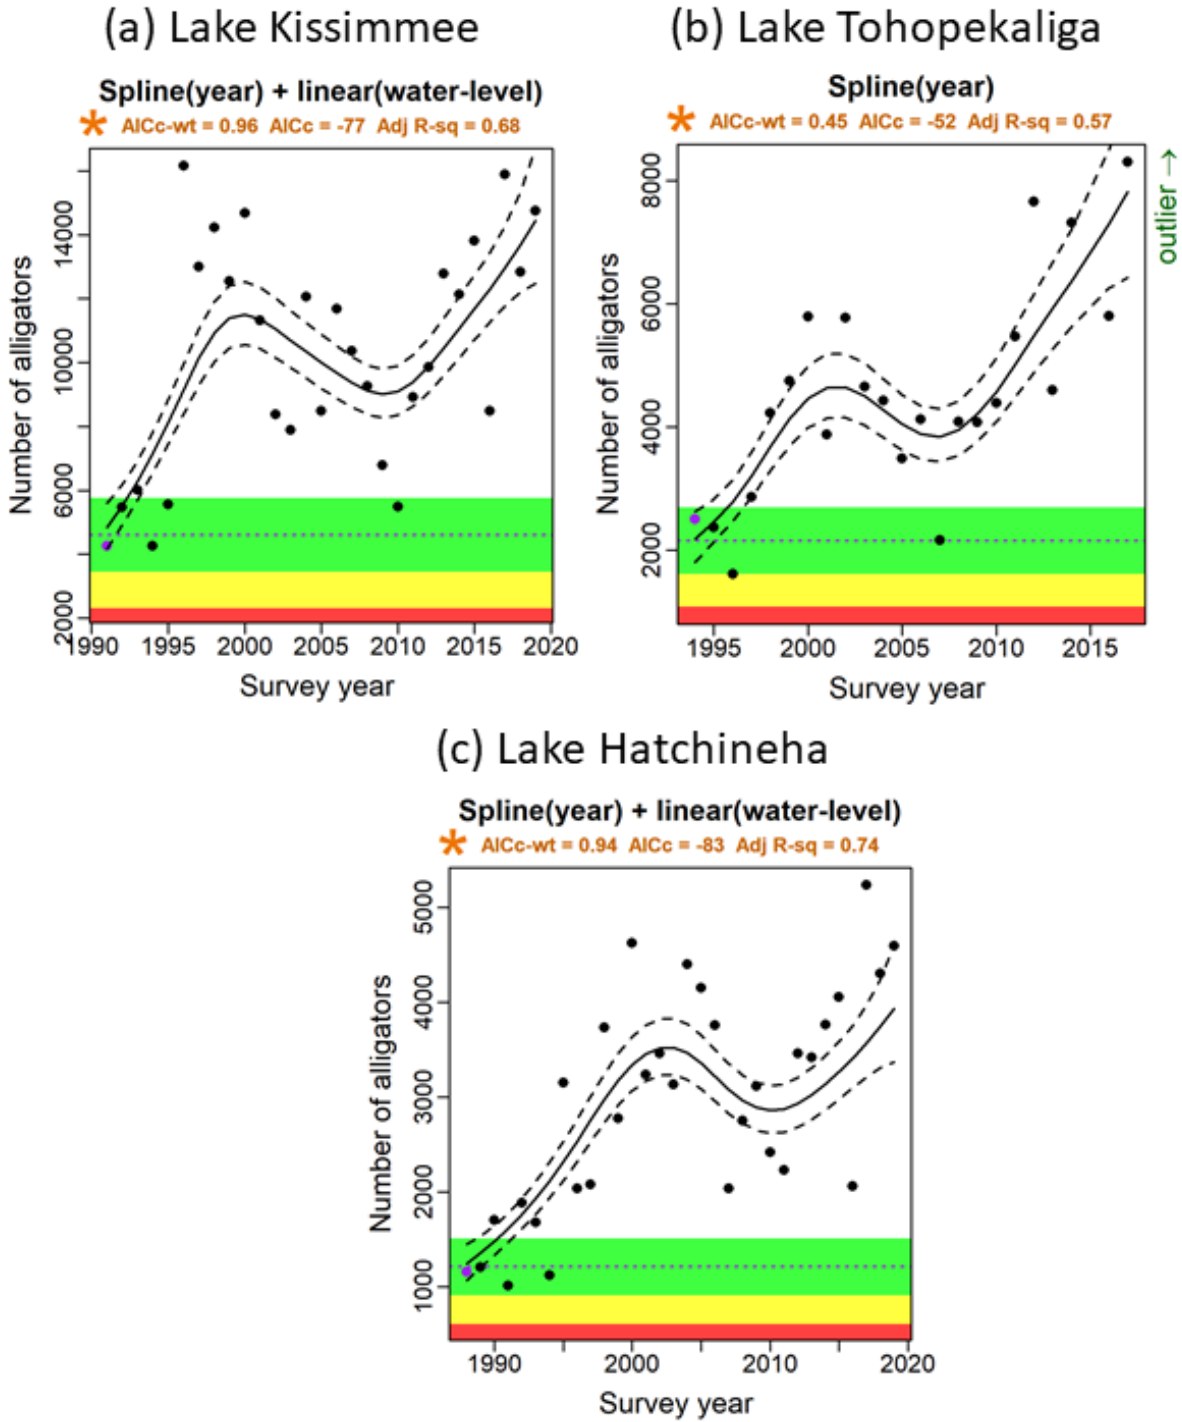 (a) Lake Kissimmee
Spline(year) + linear(water-level)
* AICc-wt = 0.96 AICc = -77 Adj R-sq = 0.68
Number of alligators
14000
10000
6000
2000
1990 1995 2000 2005 2010 2015 2020
Survey year
(b) Lake Tohopekaliga
Spline(year)
* AICc-wt = 0.45 AICc = -52 Adj R-sq = 0.57
outlier →
Number of alligators
8000
6000
4000
2000
1995 2000 2005 2010 2015
Survey year
(c) Lake Hatchineha
Spline(year) + linear(water-level)
* AICc-wt = 0.94 AICc = -83 Adj R-sq = 0.74
Number of alligators
5000
4000
3000
2000
1000
1990 2000 2010 2020
Survey year